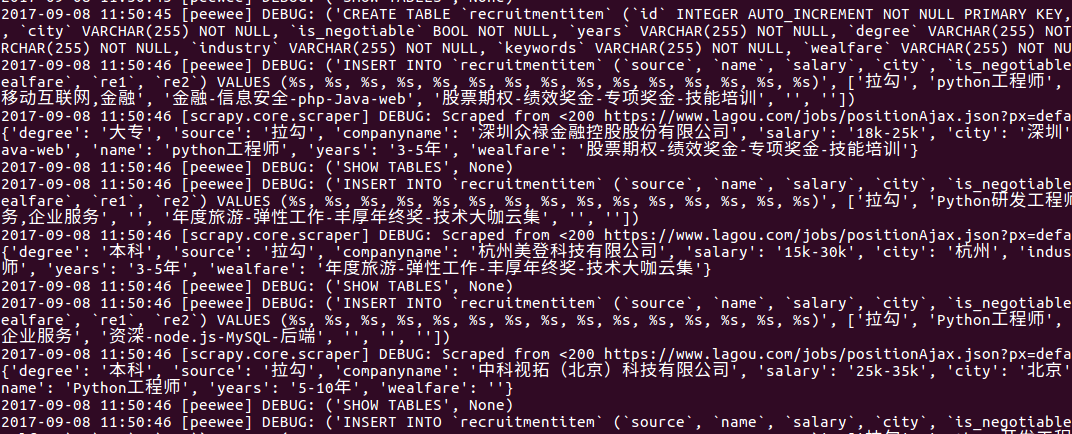 2017-09-08 11:50:45 [peewee] DEBUG: ('SHOW TABLES', None)
2017-09-08 11:50:45 [peewee] DEBUG: ('CREATE TABLE `recruitmentitem` (`id` INTEGER AUTO_INCREMENT NOT NULL PRIMARY KEY,
, `city` VARCHAR(255) NOT NULL, `is_negotiable` BOOL NOT NULL, `years` VARCHAR(255) NOT NULL, `degree` VARCHAR(255) NOT
RCHAR(255) NOT NULL, `industry` VARCHAR(255) NOT NULL, `keywords` VARCHAR(255) NOT NULL, `wealfare` VARCHAR(255) NOT NU
2017-09-08 11:50:46 [peewee] DEBUG: ('INSERT INTO `recruitmentitem` (`source`, `name`, `salary`, `city`, `is_negotiable
ealfare`, `re1`, `re2`) VALUES (%s, %s, %s, %s, %s, %s, %s, %s, %s, %s, %s, %s, %s)', ['拉勾', 'python工程师',
移动互联网,金融', '金融-信息安全-php-Java-web', '股票期权-绩效奖金-专项奖金-技能培训', '', ''])
2017-09-08 11:50:46 [scrapy.core.scraper] DEBUG: Scraped from <200 https://www.lagou.com/jobs/positionAjax.json?px=defa
{'degree': '大专', 'source': '拉勾', 'companyname': '深圳众禄金融控股股份有限公司', 'salary': '18k-25k', 'city': '深圳'
ava-web', 'name': 'python工程师', 'years': '3-5年', 'wealfare': '股票期权-绩效奖金-专项奖金-技能培训'}
2017-09-08 11:50:46 [peewee] DEBUG: ('SHOW TABLES', None)
2017-09-08 11:50:46 [peewee] DEBUG: ('INSERT INTO `recruitmentitem` (`source`, `name`, `salary`, `city`, `is_negotiable
ealfare`, `re1`, `re2`) VALUES (%s, %s, %s, %s, %s, %s, %s, %s, %s, %s, %s, %s, %s)', ['拉勾', 'Python研发工程师
务,企业服务', '', '年度旅游-弹性工作-丰厚年终奖-技术大咖云集', '', ''])
2017-09-08 11:50:46 [scrapy.core.scraper] DEBUG: Scraped from <200 https://www.lagou.com/jobs/positionAjax.json?px=defa
{'degree': '本科', 'source': '拉勾', 'companyname': '杭州美登科技有限公司', 'salary': '15k-30k', 'city': '杭州', 'indus
师', 'years': '3-5年', 'wealfare': '年度旅游-弹性工作-丰厚年终奖-技术大咖云集'}
2017-09-08 11:50:46 [peewee] DEBUG: ('SHOW TABLES', None)
2017-09-08 11:50:46 [peewee] DEBUG: ('INSERT INTO `recruitmentitem` (`source`, `name`, `salary`, `city`, `is_negotiable
ealfare`, `re1`, `re2`) VALUES (%s, %s, %s, %s, %s, %s, %s, %s, %s, %s, %s, %s, %s)', ['拉勾', 'Python工程师',
企业服务', '资深-node.js-MySQL-后端', '', '', ''])
2017-09-08 11:50:46 [scrapy.core.scraper] DEBUG: Scraped from <200 https://www.lagou.com/jobs/positionAjax.json?px=defa
{'degree': '本科', 'source': '拉勾', 'companyname': '中科视拓（北京）科技有限公司', 'salary': '25k-35k', 'city': '北京'
name': 'Python工程师', 'years': '5-10年', 'wealfare': ''}
2017-09-08 11:50:46 [peewee] DEBUG: ('SHOW TABLES', None)
2017-09-08 11:50:46 [peewee] DEBUG: ('INSERT INTO `recruitmentitem` (`source`, `name`, `salary`, `city`, `is_negotiable